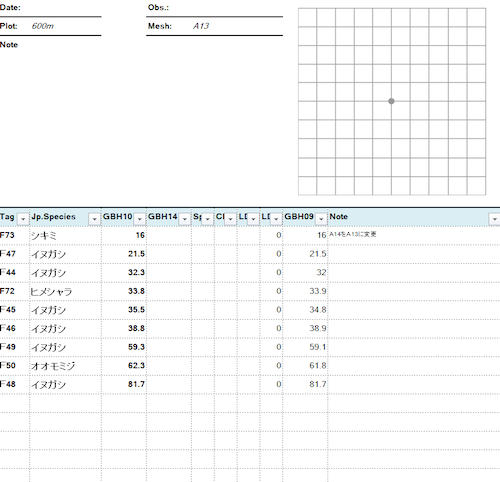 Date: Obs.:
Plot: 600m Mesh: A13
Note
Tag Jp.Species GBH10 GBH14 Sp Cl LD LD GBH09 Note
F73 シキミ 16 0 16 A14をA13に変更
F47 イヌガシ 21.5 0 21.5
F44 イヌガシ 32.3 0 32
F72 ヒメシャラ 33.8 0 33.9
F45 イヌガシ 35.5 0 34.8
F46 イヌガシ 38.8 0 38.9
F49 イヌガシ 59.3 0 59.1
F50 オオモミジ 62.3 0 61.8
F48 イヌガシ 81.7 0 81.7